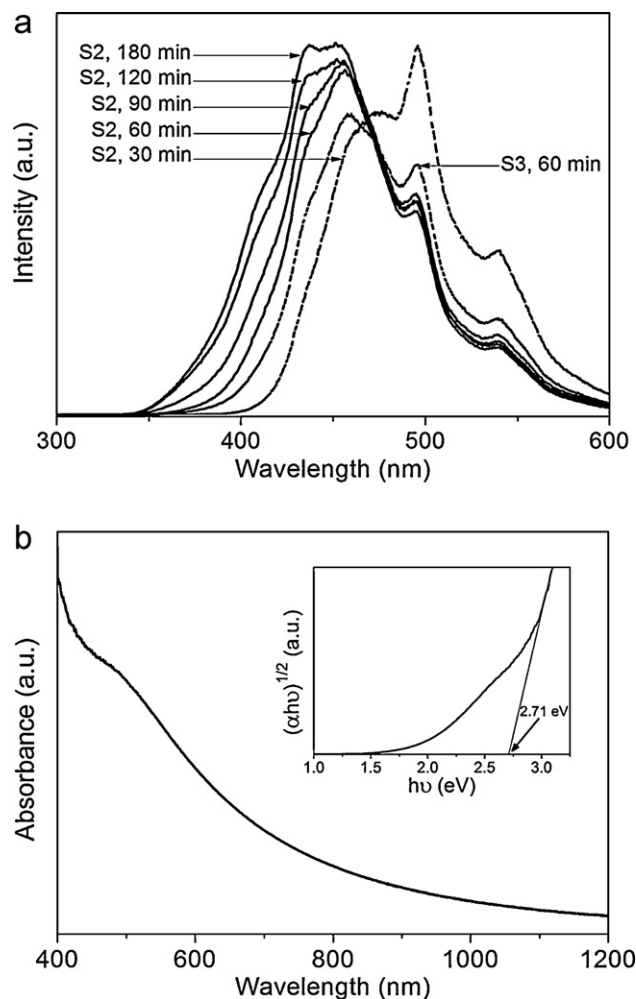 a
S2, 180 min
S2, 120 min
S2, 90 min
S2, 60 min
S2, 30 min
S3, 60 min
Intensity (a.u.)
300 400 500 600
Wavelength (nm)
b
Absorbance (a.u.)
(αhυ)1/2 (a.u.)
2.71 eV
1.0 1.5 2.0 2.5 3.0
hυ (eV)
400 600 800 1000 1200
Wavelength (nm)